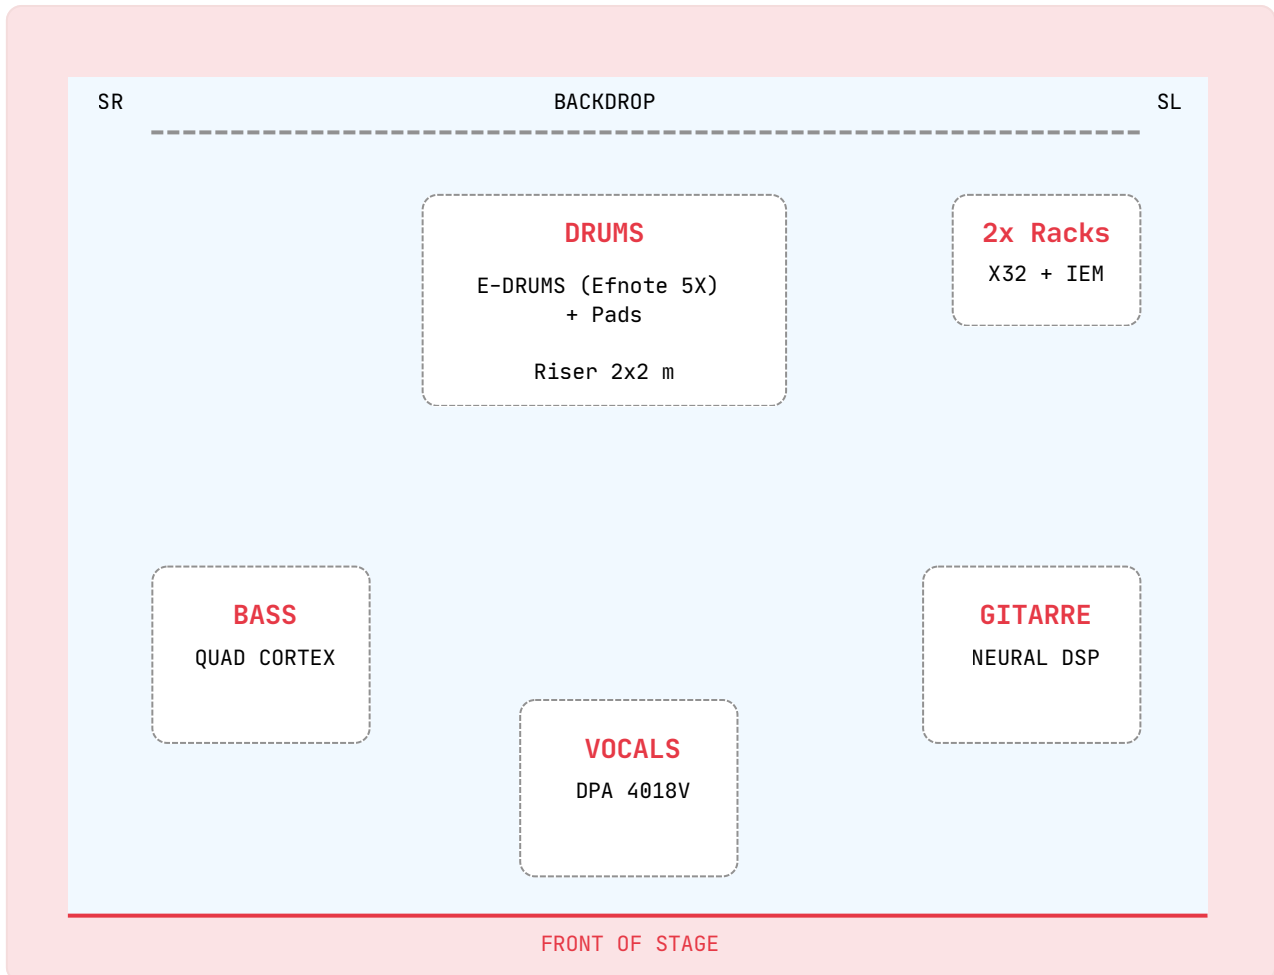 SR
BACKDROP
SL
DRUMS
E-DRUMS (Efnote 5X)
+ Pads
Riser 2x2 m
2x Racks
X32 + IEM
BASS
QUAD CORTEX
GITARRE
NEURAL DSP
VOCALS
DPA 4018V
FRONT OF STAGE